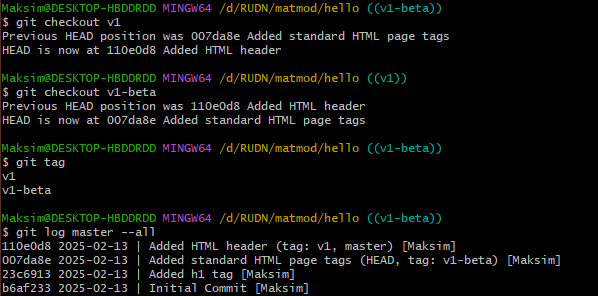 Maksim@DESKTOP-HBDDRDD MINGW64 /d/RUDN/matmod/hello ((v1-beta))
$ git checkout v1
Previous HEAD position was 007da8e Added standard HTML page tags
HEAD is now at 110e0d8 Added HTML header
Maksim@DESKTOP-HBDDRDD MINGW64 /d/RUDN/matmod/hello ((v1))
$ git checkout v1-beta
Previous HEAD position was 110e0d8 Added HTML header
HEAD is now at 007da8e Added standard HTML page tags
Maksim@DESKTOP-HBDDRDD MINGW64 /d/RUDN/matmod/hello ((v1-beta))
$ git tag
v1
v1-beta
Maksim@DESKTOP-HBDDRDD MINGW64 /d/RUDN/matmod/hello ((v1-beta))
$ git log master --all
110e0d8 2025-02-13 | Added HTML header (tag: v1, master) [Maksim]
007da8e 2025-02-13 | Added standard HTML page tags (HEAD, tag: v1-beta) [Maksim]
23c6913 2025-02-13 | Added h1 tag [Maksim]
b6af233 2025-02-13 | Initial Commit [Maksim]